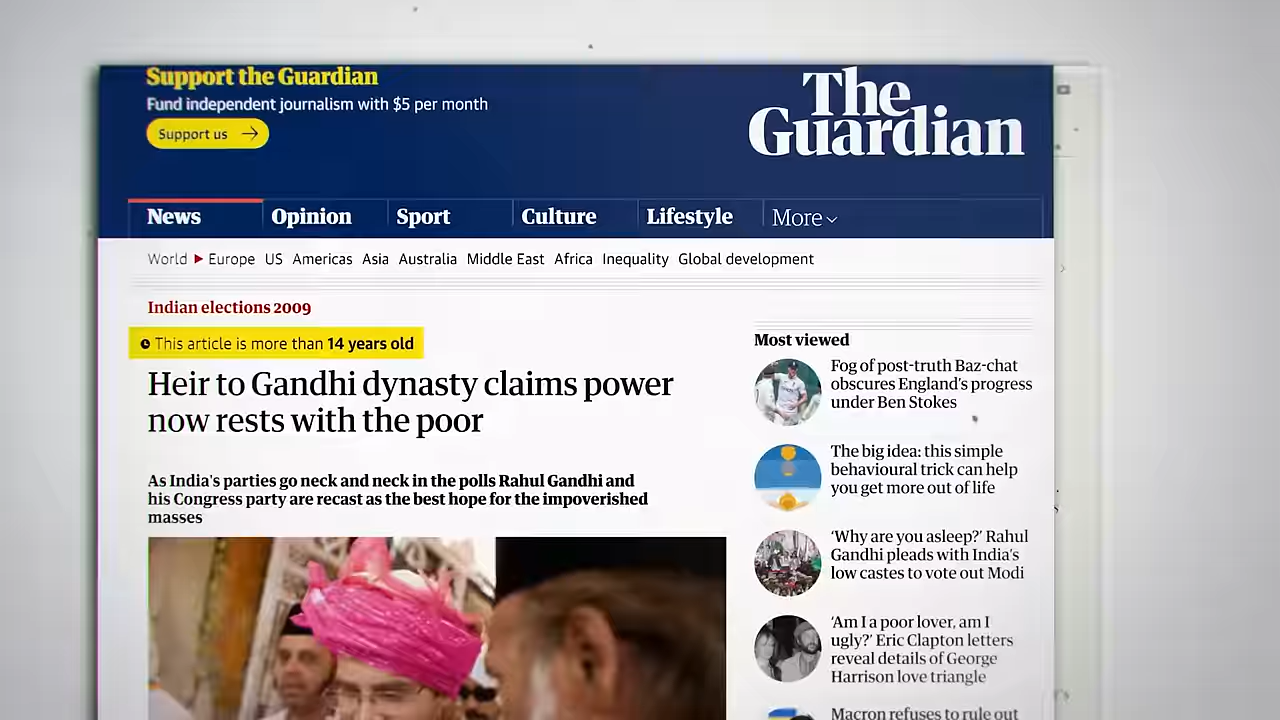 Support the Guardian
Fund independent journalism with $5 per month
Support us
The
Guardian
News
Opinion
Sport
Culture
Lifestyle
More
World
Europe
US
Americas
Asia
Australia
Middle East
Africa
Inequality
Global development
Indian elections 2009
This article is more than 14 years old
Heir to Gandhi dynasty claims power
now rests with the poor
As India's parties go neck and neck in the polls Rahul Gandhi and
his Congress party are recast as the best hope for the impoverished
masses
Most viewed
Fog of post-truth Baz-chat
obscures England's progress
under Ben Stokes
The big idea: this simple
behavioural trick can help
you get more out of life
‘Why are you asleep?’ Rahul
Gandhi pleads with India's
low castes to vote out Modi
‘Am I a poor lover, am I
ugly?’ Eric Clapton letters
reveal details of George
Harrison love triangle
Macron refuses to rule out